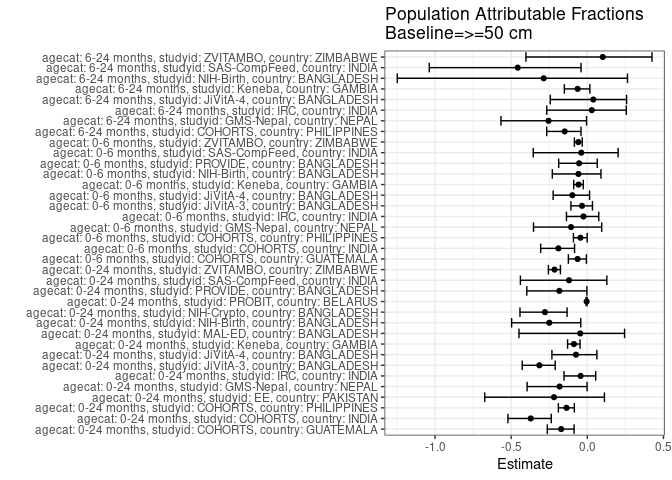 Population Attributable Fractions
Baseline=>=50 cm
agecat: 6-24 months, studyid: ZVITAMBO, country: ZIMBABWE
agecat: 6-24 months, studyid: SAS-CompFeed, country: INDIA
agecat: 6-24 months, studyid: NIH-Birth, country: BANGLADESH
agecat: 6-24 months, studyid: Keneba, country: GAMBIA
agecat: 6-24 months, studyid: JiVitA-4, country: BANGLADESH
agecat: 6-24 months, studyid: IRC, country: INDIA
agecat: 6-24 months, studyid: GMS-Nepal, country: NEPAL
agecat: 6-24 months, studyid: COHORTS, country: PHILIPPINES
agecat: 0-6 months, studyid: ZVITAMBO, country: ZIMBABWE
agecat: 0-6 months, studyid: SAS-CompFeed, country: INDIA
agecat: 0-6 months, studyid: PROVIDE, country: BANGLADESH
agecat: 0-6 months, studyid: NIH-Birth, country: BANGLADESH
agecat: 0-6 months, studyid: Keneba, country: GAMBIA
agecat: 0-6 months, studyid: JiVitA-4, country: BANGLADESH
agecat: 0-6 months, studyid: JiVitA-3, country: BANGLADESH
agecat: 0-6 months, studyid: IRC, country: INDIA
agecat: 0-6 months, studyid: GMS-Nepal, country: NEPAL
agecat: 0-6 months, studyid: COHORTS, country: PHILIPPINES
agecat: 0-6 months, studyid: COHORTS, country: INDIA
agecat: 0-6 months, studyid: COHORTS, country: GUATEMALA
agecat: 0-24 months, studyid: ZVITAMBO, country: ZIMBABWE
agecat: 0-24 months, studyid: SAS-CompFeed, country: INDIA
agecat: 0-24 months, studyid: PROVIDE, country: BANGLADESH
agecat: 0-24 months, studyid: PROBIT, country: BELARUS
agecat: 0-24 months, studyid: NIH-Crypto, country: BANGLADESH
agecat: 0-24 months, studyid: NIH-Birth, country: BANGLADESH
agecat: 0-24 months, studyid: MAL-ED, country: BANGLADESH
agecat: 0-24 months, studyid: Keneba, country: GAMBIA
agecat: 0-24 months, studyid: JiVitA-4, country: BANGLADESH
agecat: 0-24 months, studyid: JiVitA-3, country: BANGLADESH
agecat: 0-24 months, studyid: IRC, country: INDIA
agecat: 0-24 months, studyid: GMS-Nepal, country: NEPAL
agecat: 0-24 months, studyid: EE, country: PAKISTAN
agecat: 0-24 months, studyid: COHORTS, country: PHILIPPINES
agecat: 0-24 months, studyid: COHORTS, country: INDIA
agecat: 0-24 months, studyid: COHORTS, country: GUATEMALA
-1.0 -0.5 0.0 0.5
Estimate